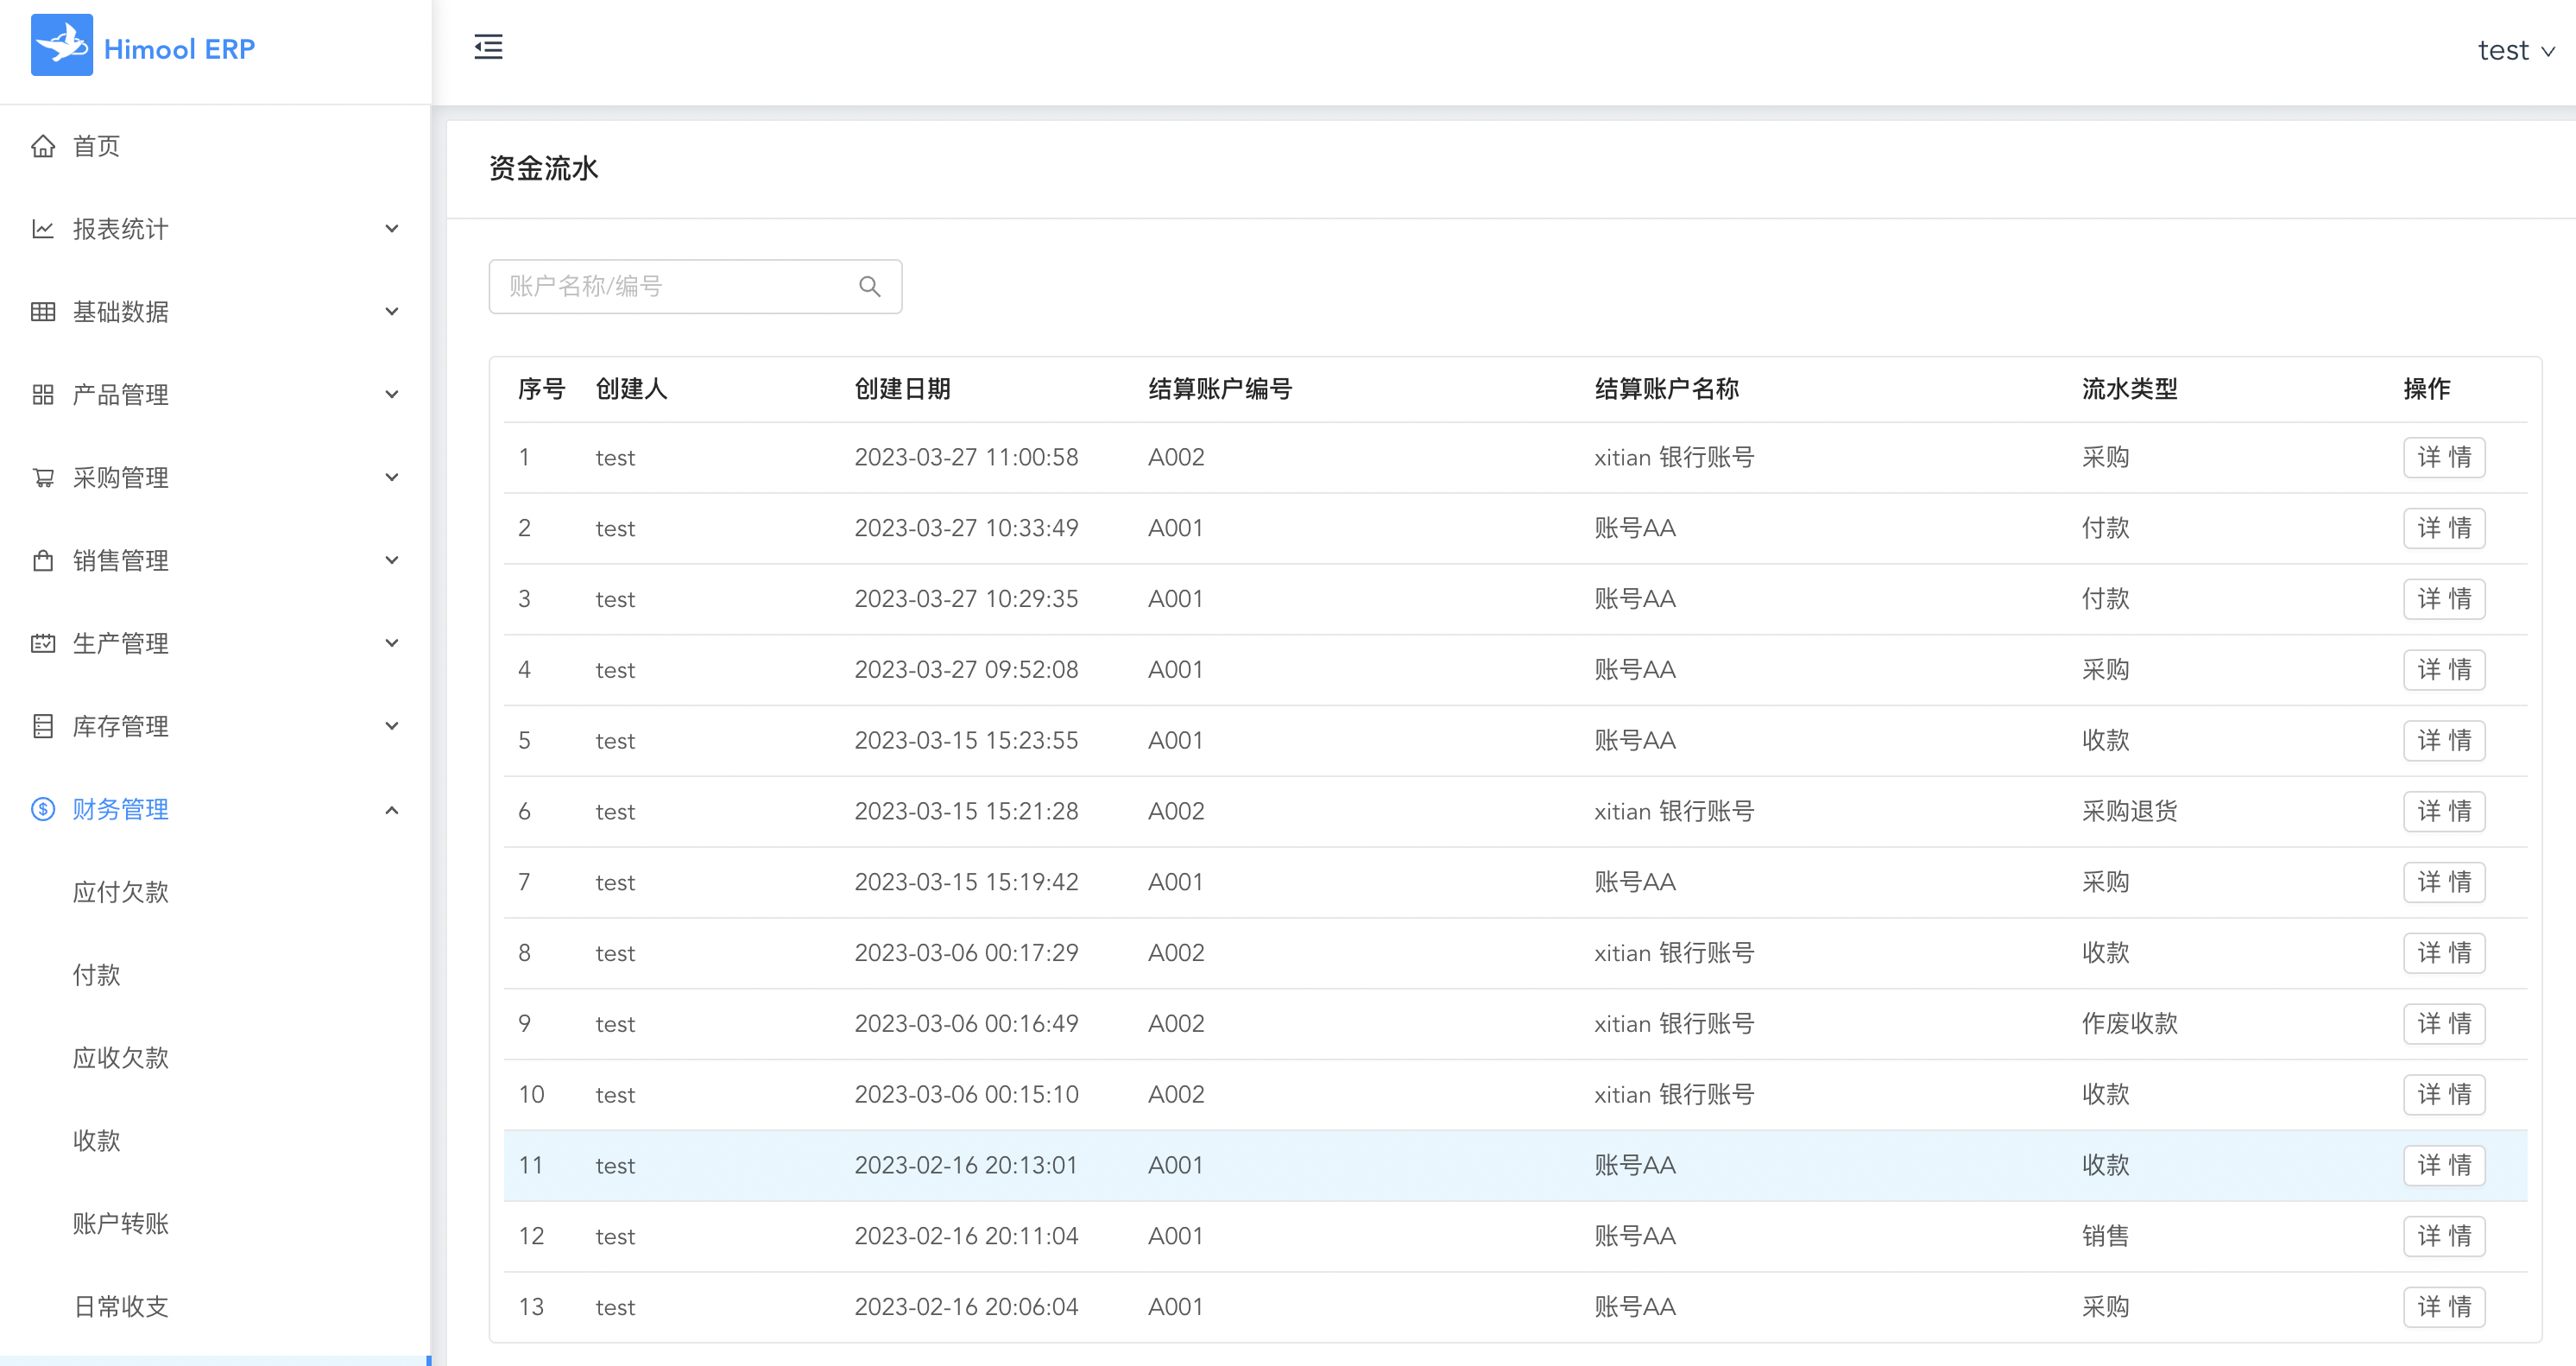 Himool ERP
test
首页
报表统计
基础数据
产品管理
采购管理
销售管理
生产管理
库存管理
财务管理
应付欠款
付款
应收欠款
收款
账户转账
日常收支
资金流水
账户名称/编号
序号 创建人 创建日期 结算账户编号 结算账户名称 流水类型 操作
1 test 2023-03-27 11:00:58 A002 xitian 银行账号 采购 详 情
2 test 2023-03-27 10:33:49 A001 账号AA 付款 详 情
3 test 2023-03-27 10:29:35 A001 账号AA 付款 详 情
4 test 2023-03-27 09:52:08 A001 账号AA 采购 详 情
5 test 2023-03-15 15:23:55 A001 账号AA 收款 详 情
6 test 2023-03-15 15:21:28 A002 xitian 银行账号 采购退货 详 情
7 test 2023-03-15 15:19:42 A001 账号AA 采购 详 情
8 test 2023-03-06 00:17:29 A002 xitian 银行账号 收款 详 情
9 test 2023-03-06 00:16:49 A002 xitian 银行账号 作废收款 详 情
10 test 2023-03-06 00:15:10 A002 xitian 银行账号 收款 详 情
11 test 2023-02-16 20:13:01 A001 账号AA 收款 详 情
12 test 2023-02-16 20:11:04 A001 账号AA 销售 详 情
13 test 2023-02-16 20:06:04 A001 账号AA 采购 详 情